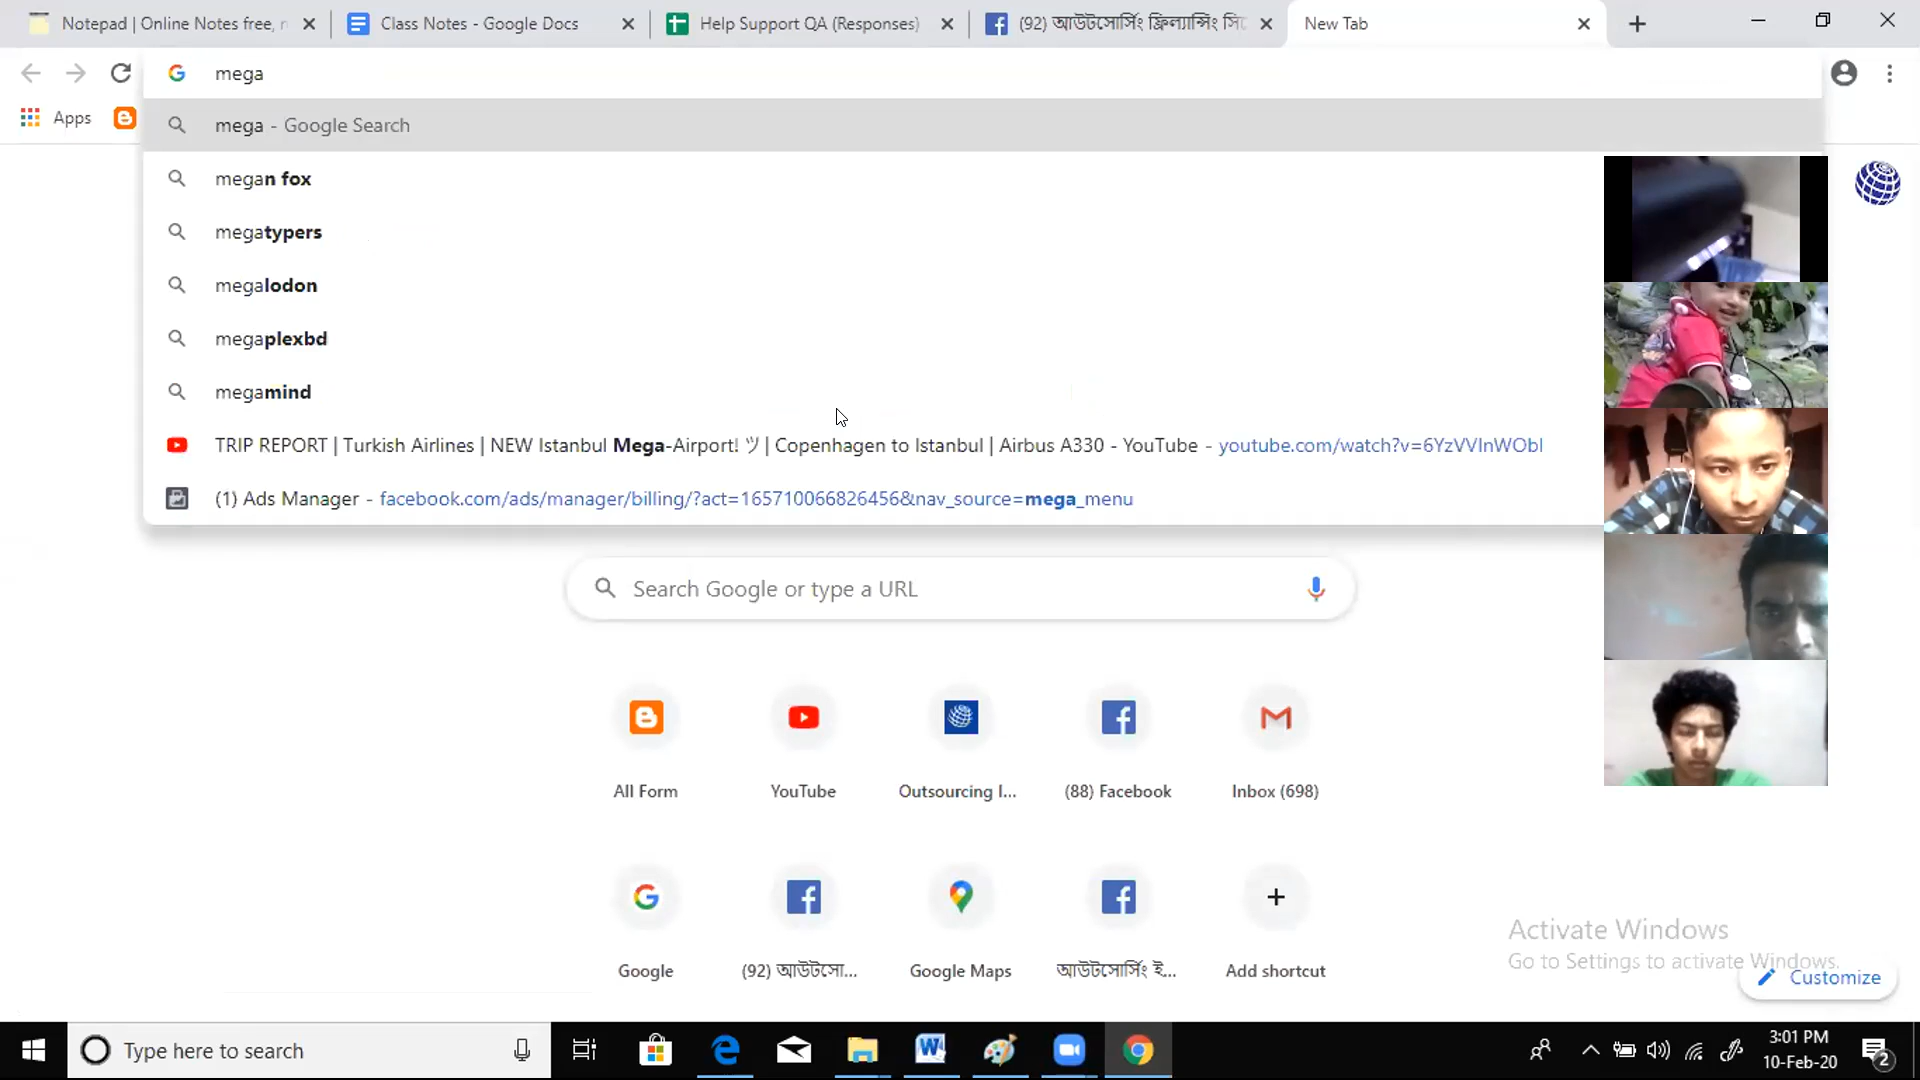 Notepad | Online Notes free, n
Class Notes - Google Docs
Help Support QA (Responses)
(92) আউটসোর্সিং ফ্রিল্যান্সিং সি
New Tab
mega
Apps
mega - Google Search
megan fox
megatypers
megalodon
megaplexbd
megamind
TRIP REPORT | Turkish Airlines | NEW Istanbul Mega-Airport! ツ | Copenhagen to Istanbul | Airbus A330 - YouTube - youtube.com/watch?v=6YzVVlnWObI
(1) Ads Manager - facebook.com/ads/manager/billing/?act=165710066826456&nav_source=mega_menu
Search Google or type a URL
All Form
YouTube
Outsourcing I...
(88) Facebook
Inbox (698)
Google
(92) আউটসো...
Google Maps
আউটসোর্সিং ই...
Add shortcut
Activate Windows
Go to Settings to activate Windows.
Customize
Type here to search
3:01 PM
10-Feb-20
2